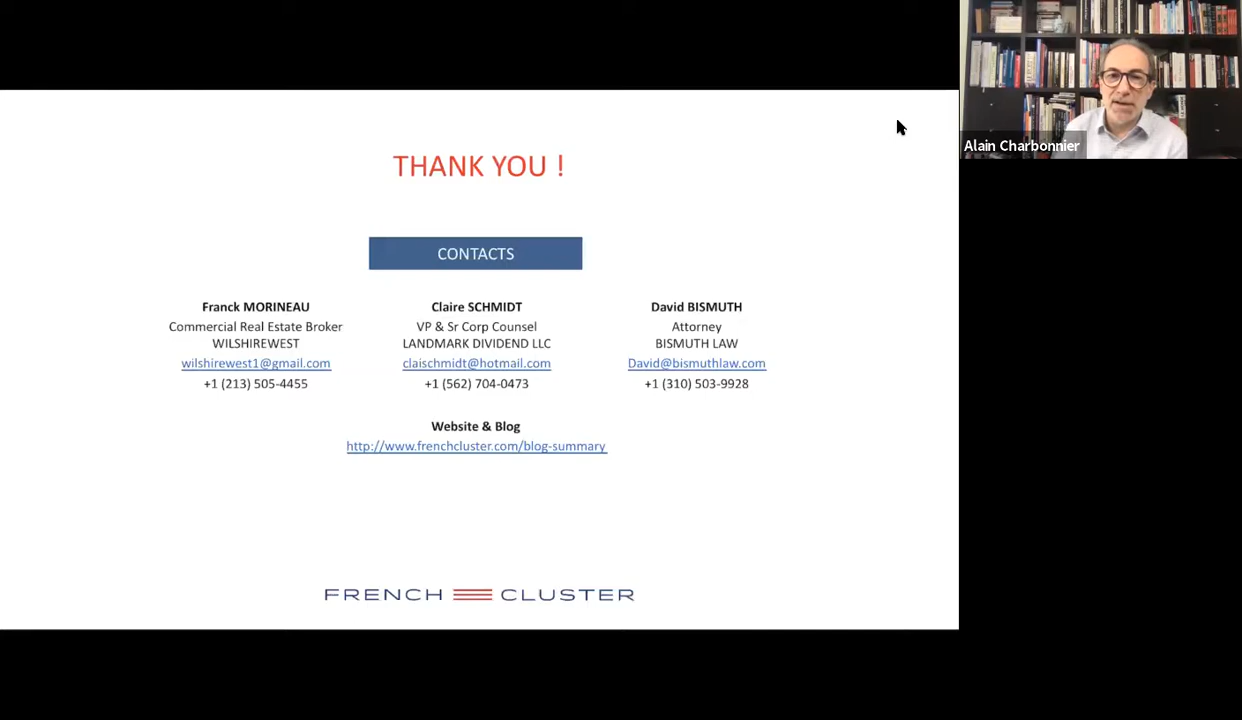 THANK YOU !
CONTACTS
Franck MORINEAU
Commercial Real Estate Broker
WILSHIREWEST
wilshirewest1@gmail.com
+1 (213) 505-4455
Claire SCHMIDT
VP & Sr Corp Counsel
LANDMARK DIVIDEND LLC
claischmidt@hotmail.com
+1 (562) 704-0473
David BISMUTH
Attorney
BISMUTH LAW
David@bismuthlaw.com
+1 (310) 503-9928
Website & Blog
http://www.frenchcluster.com/blog-summary
FRENCH CLUSTER
Alain Charbonnier